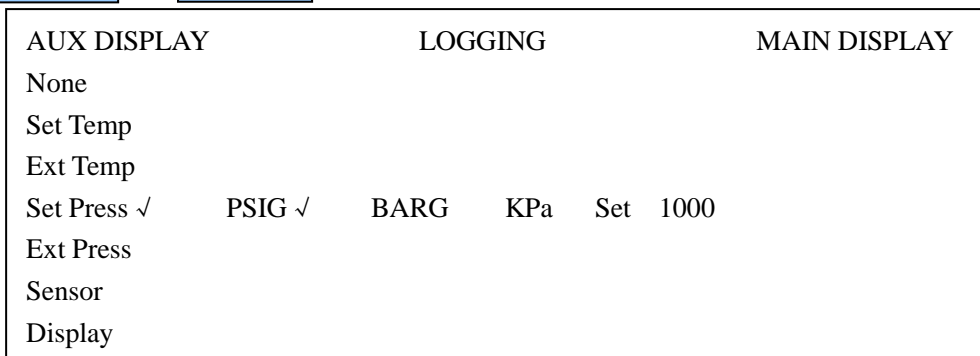 AUX DISPLAY LOGGING MAIN DISPLAY
None
Set Temp
Ext Temp
Set Press √ PSIG √ BARG KPa Set 1000
Ext Press
Sensor
Display